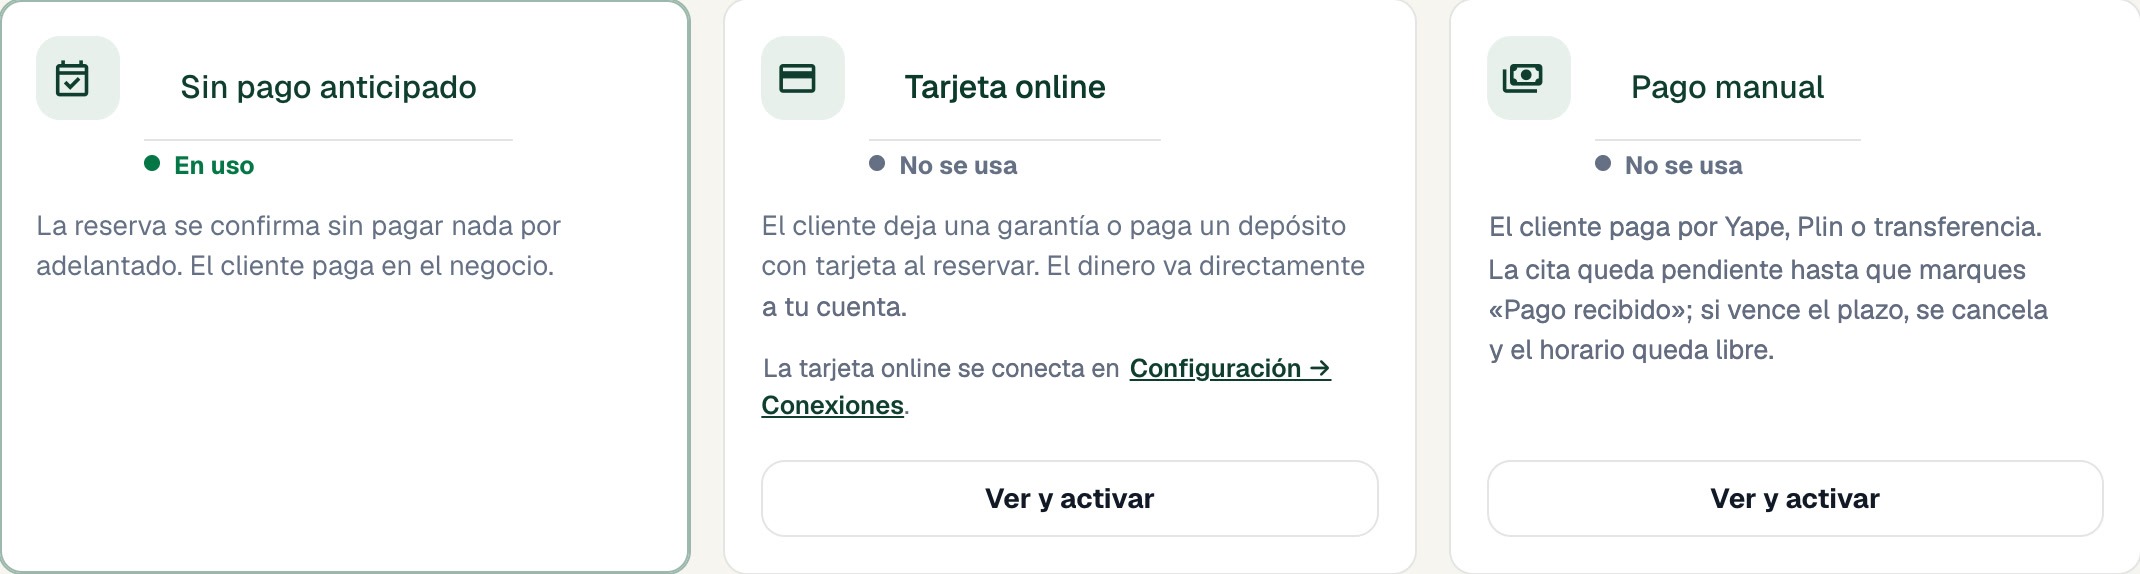 Sin pago anticipado
En uso
La reserva se confirma sin pagar nada por
adelantado. El cliente paga en el negocio.
Tarjeta online
No se usa
El cliente deja una garantía o paga un depósito
con tarjeta al reservar. El dinero va directamente
a tu cuenta.
La tarjeta online se conecta en Configuración →
Conexiones.
Ver y activar
Pago manual
No se usa
El cliente paga por Yape, Plin o transferencia.
La cita queda pendiente hasta que marques
«Pago recibido»; si vence el plazo, se cancela
y el horario queda libre.
Ver y activar